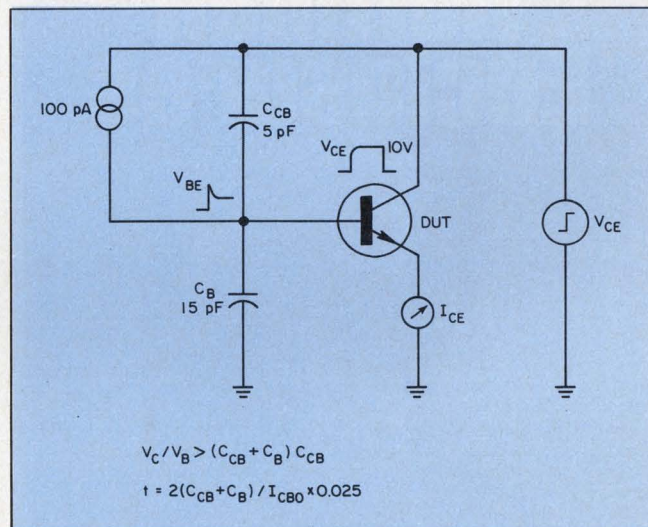 100 pA
C_CB
5 pF
V_CE
10V
V_BE
DUT
V_CE
C_B
15 pF
I_CE
V_C/V_B > (C_CB + C_B) C_CB
t = 2(C_CB + C_B) / I_CBO × 0.025